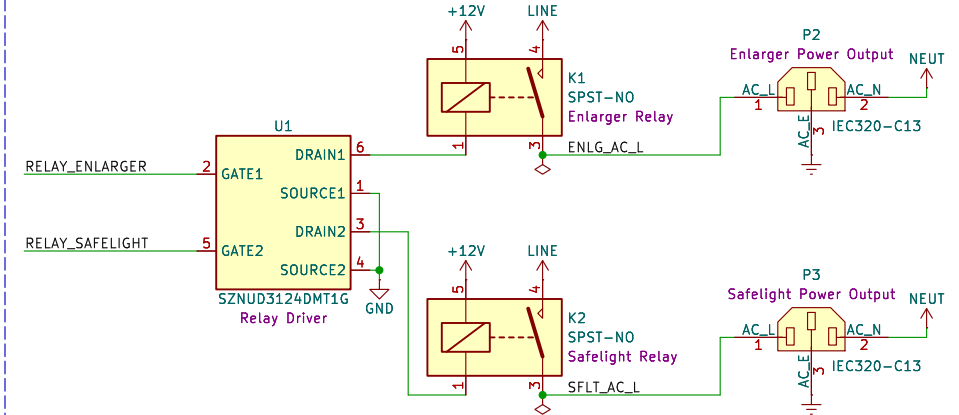 +12V
LINE
5
4
K1
SPST-NO
Enlarger Relay
1
3
ENLG_AC_L
P2
Enlarger Power Output
NEUT
AC_L
AC_N
1
2
AC_E
3
IEC320-C13
U1
RELAY_ENLARGER
2
GATE1
DRAIN1
6
SOURCE1
1
DRAIN2
3
RELAY_SAFELIGHT
5
GATE2
SOURCE2
4
SZNUD3124DMT1G
Relay Driver
GND
+12V
LINE
5
4
K2
SPST-NO
Safelight Relay
1
3
SFLT_AC_L
P3
Safelight Power Output
NEUT
AC_L
AC_N
1
2
AC_E
3
IEC320-C13